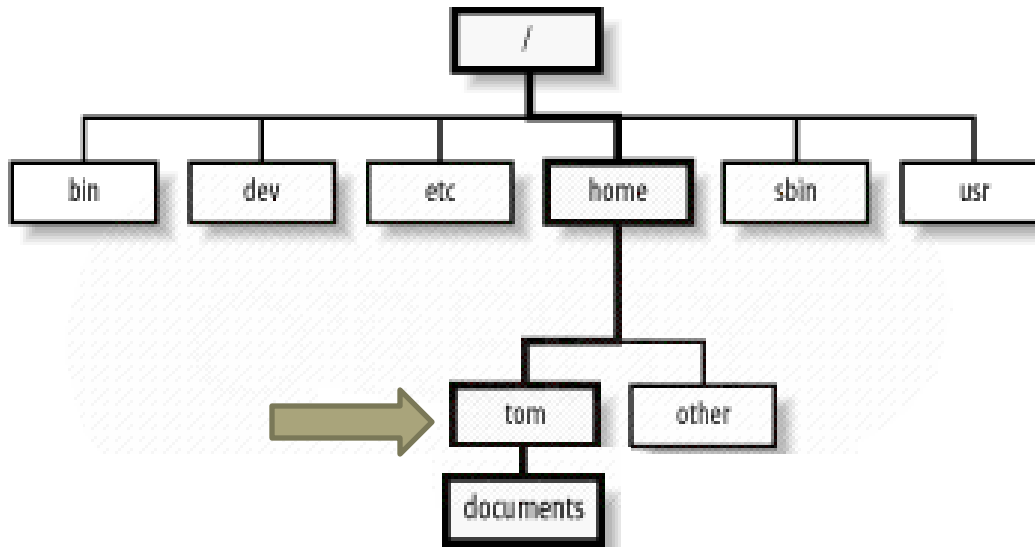 /
bin dev etc home sbin usr
tom other
documents